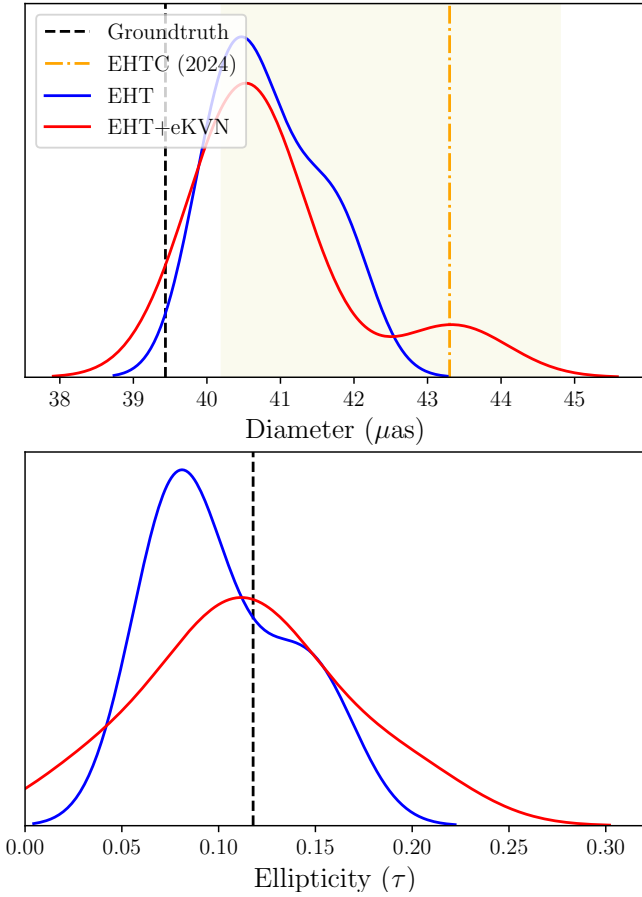 Groundtruth
EHTC (2024)
EHT
EHT+eKVN
38 39 40 41 42 43 44 45
Diameter (μas)
0.00 0.05 0.10 0.15 0.20 0.25 0.30
Ellipticity (τ)